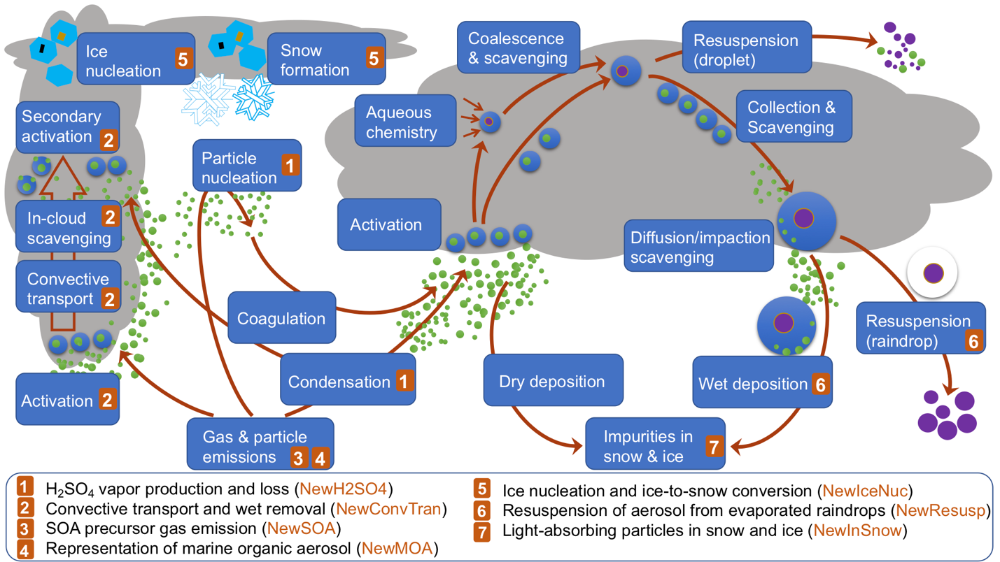 Ice
nucleation 5
Snow
formation 5
Coalescence
& scavenging
Resuspension
(droplet)
Secondary
activation 2
Aqueous
chemistry
Collection &
Scavenging
Particle
nucleation 1
In-cloud
scavenging 2
Activation
Diffusion/impaction
scavenging
Convective
transport 2
Coagulation
Resuspension
(raindrop) 6
Activation 2
Condensation 1
Dry deposition
Wet deposition 6
Gas & particle
emissions 3 4
Impurities in
snow & ice 7
1 H₂SO₄ vapor production and loss (NewH2SO4)
2 Convective transport and wet removal (NewConvTran)
3 SOA precursor gas emission (NewSOA)
4 Representation of marine organic aerosol (NewMOA)
5 Ice nucleation and ice-to-snow conversion (NewIceNuc)
6 Resuspension of aerosol from evaporated raindrops (NewResusp)
7 Light-absorbing particles in snow and ice (NewInSnow)